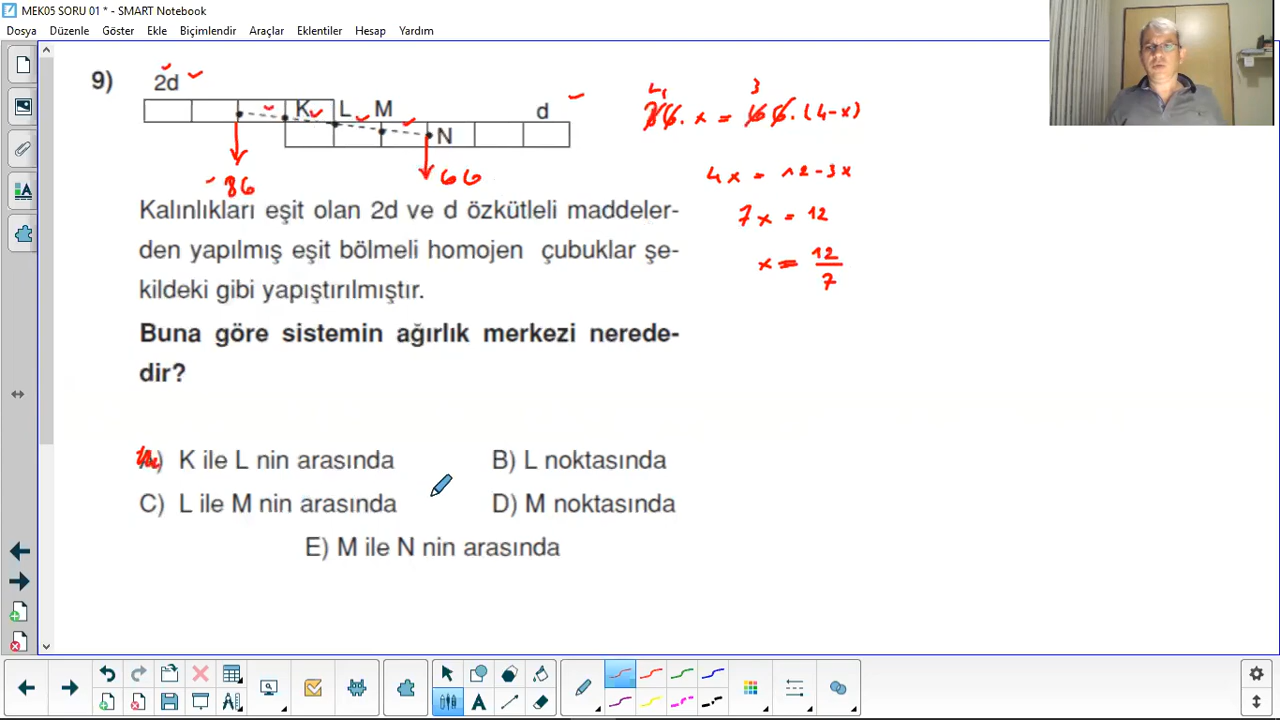 MEK05 SORU 01 * - SMART Notebook
Dosya Düzenle Göster Ekle Biçimlendiri Araçlar Eklentiler Hesap Yardım
9) 2d
K L M d
N
8G 6G
4 3
8G. x = 6G. (4-x)
4x = 12-3x
7x = 12
x = 12
7
Kalınlıkları eşit olan 2d ve d özkütleli maddeler-
den yapılmış eşit bölmeli homojen çubuklar şe-
kildeki gibi yapıştırılmıştır.
Buna göre sistemin ağırlık merkezi nerede-
dir?
A) K ile L nin arasında B) L noktasında
C) L ile M nin arasında D) M noktasında
E) M ile N nin arasında